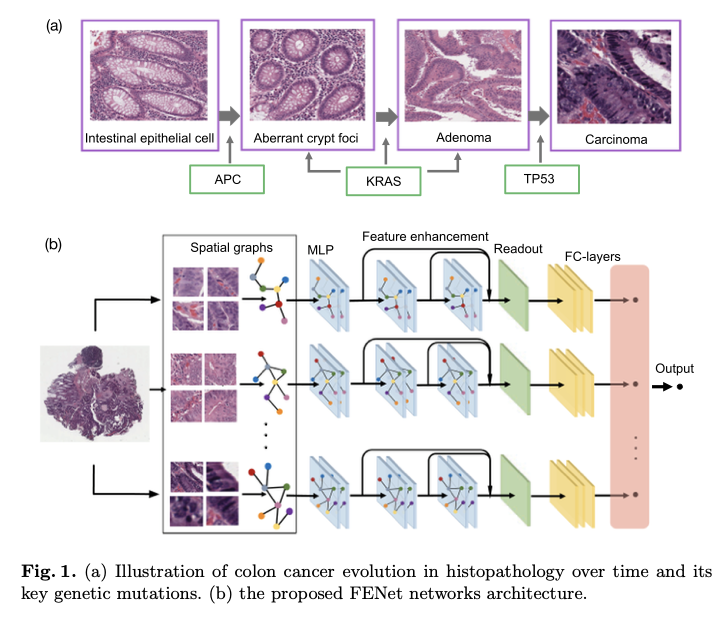 (a)
Intestinal epithelial cell
Aberrant crypt foci
Adenoma
Carcinoma
APC
KRAS
TP53
(b)
Spatial graphs
MLP
Feature enhancement
Readout
FC-layers
Output
Fig. 1. (a) Illustration of colon cancer evolution in histopathology over time and its
key genetic mutations. (b) the proposed FENet networks architecture.